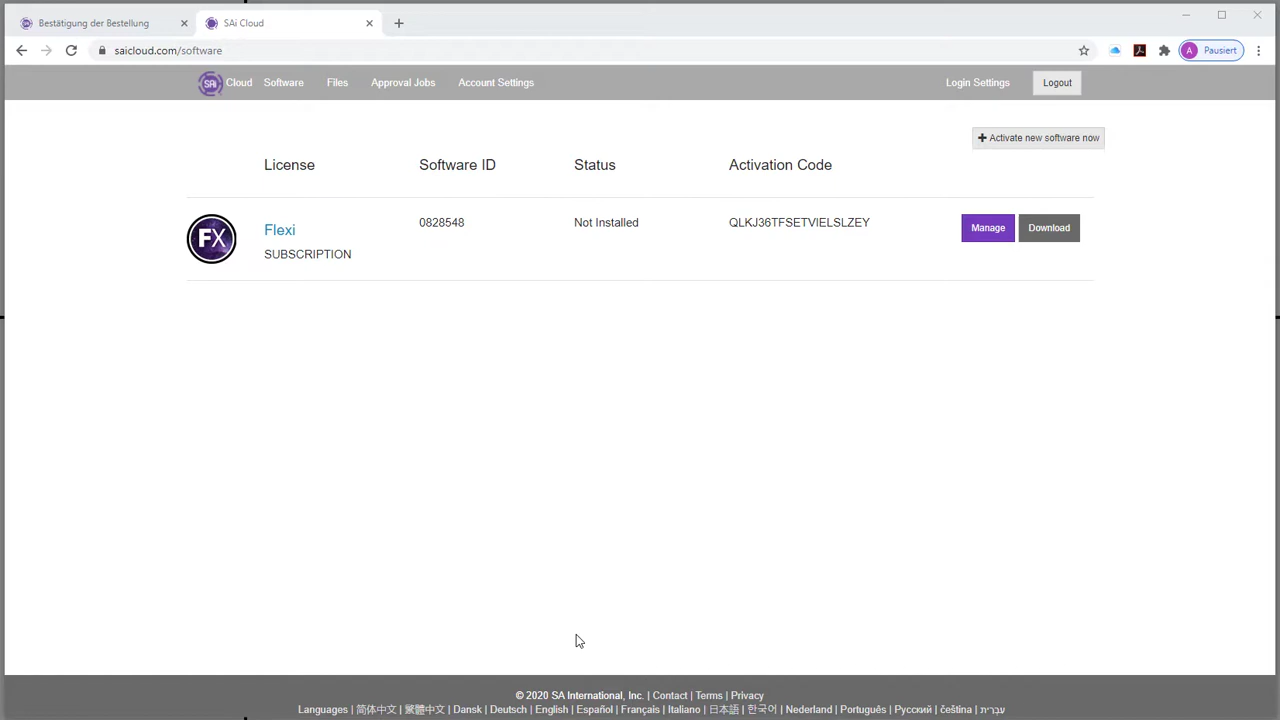 Bestätigung der Bestellung
SAi Cloud
saicloud.com/software
A Pausiert
SAi Cloud Software Files Approval Jobs Account Settings Login Settings Logout
Activate new software now
License Software ID Status Activation Code
FX
Flexi 0828548 Not Installed QLKJ36TFSETVIELSLZEY Manage Download
SUBSCRIPTION
© 2020 SA International, Inc. | Contact | Terms | Privacy
Languages | 简体中文 | 繁體中文 | Dansk | Deutsch | English | Español | Français | Italiano | 日本語 | 한국어 | Nederland | Português | Русский | čeština | עברית